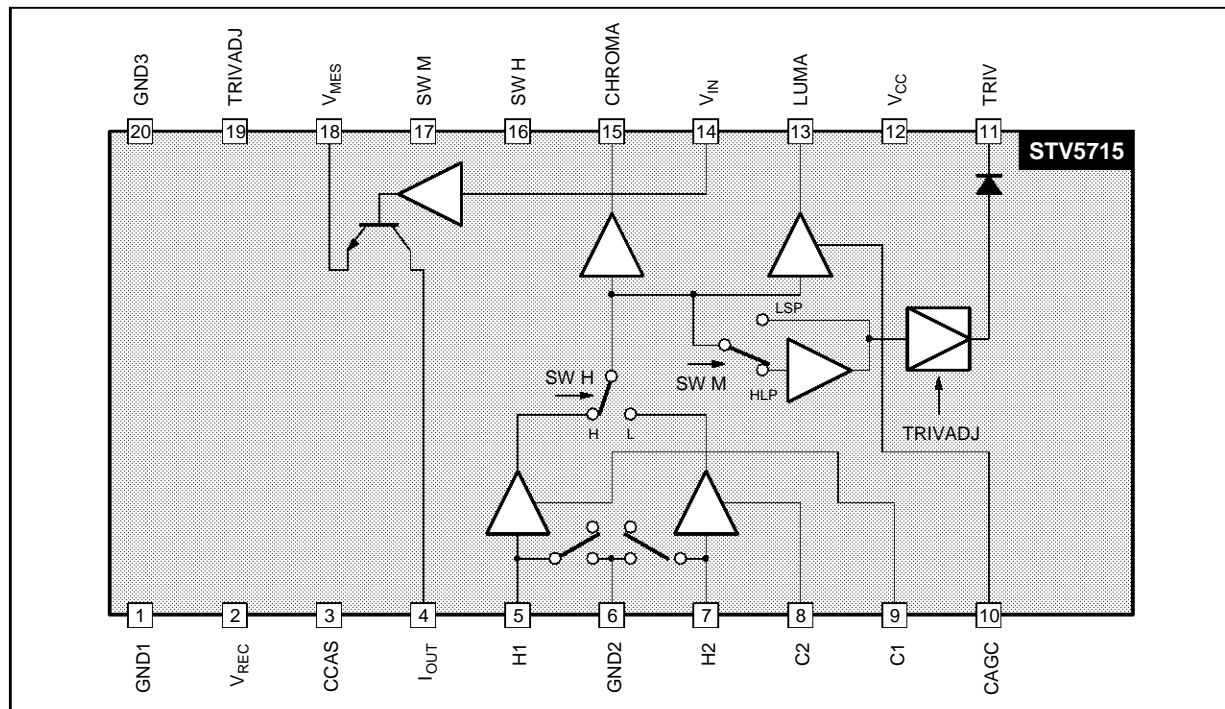 GND3
TRIVADJ
VMES
SW M
SW H
CHROMA
VIN
LUMA
VCC
TRIV
20
19
18
17
16
15
14
13
12
11
STV5715
LSP
SW H
SW M
HLP
H
L
TRIVADJ
1
2
3
4
5
6
7
8
9
10
GND1
VREC
CCAS
IOUT
H1
GND2
H2
C2
C1
CAGC